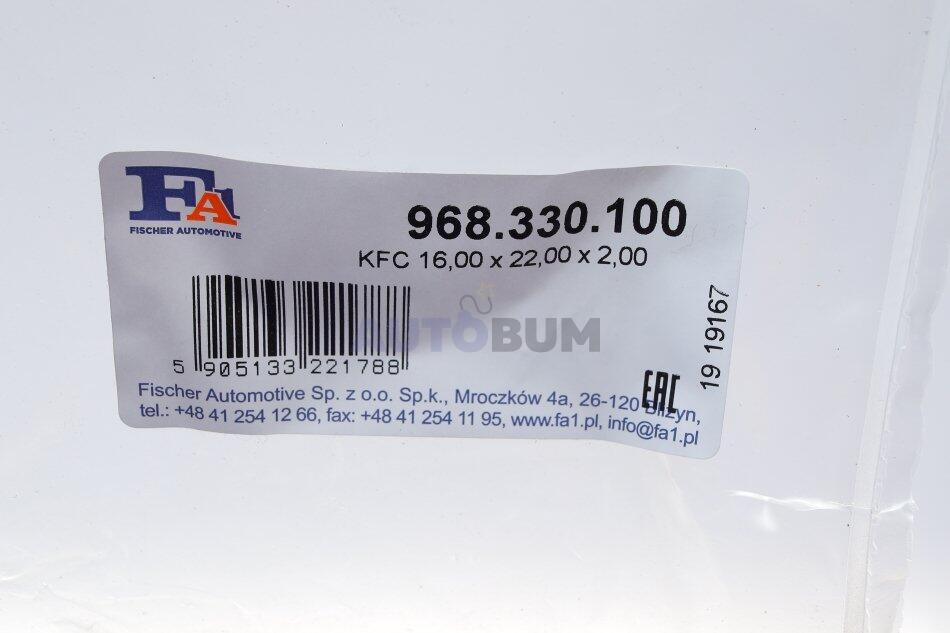 FA1
FISCHER AUTOMOTIVE
968.330.100
KFC 16,00 x 22,00 x 2,00
AUTOBUM
5 905133 221788
19 19167
EAC
Fischer Automotive Sp. z o.o. Sp.k., Mroczków 4a, 26-120 Bliżyn,
tel.: +48 41 254 12 66, fax: +48 41 254 11 95, www.fa1.pl, info@fa1.pl